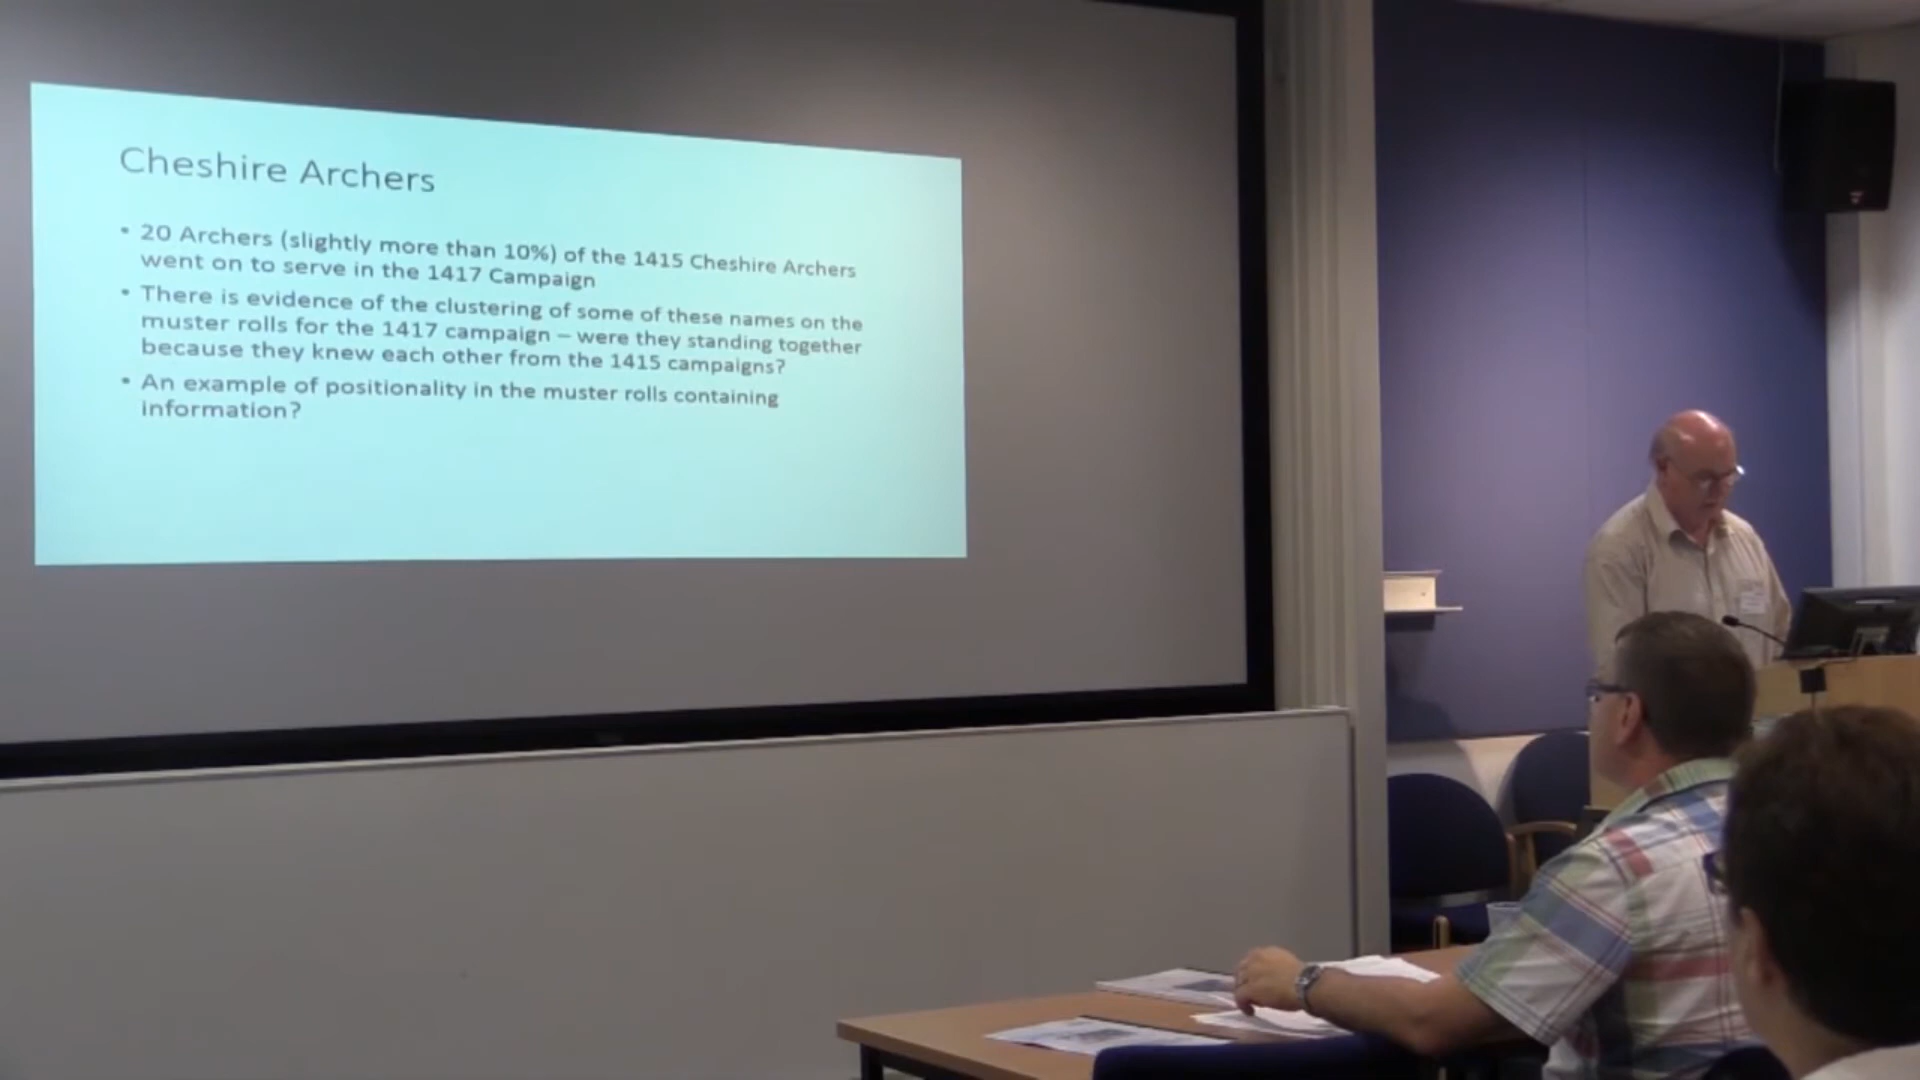 Cheshire Archers
• 20 Archers (slightly more than 10%) of the 1415 Cheshire Archers
went on to serve in the 1417 Campaign
• There is evidence of the clustering of some of these names on the
muster rolls for the 1417 campaign – were they standing together
because they knew each other from the 1415 campaigns?
• An example of positionality in the muster rolls containing
information?